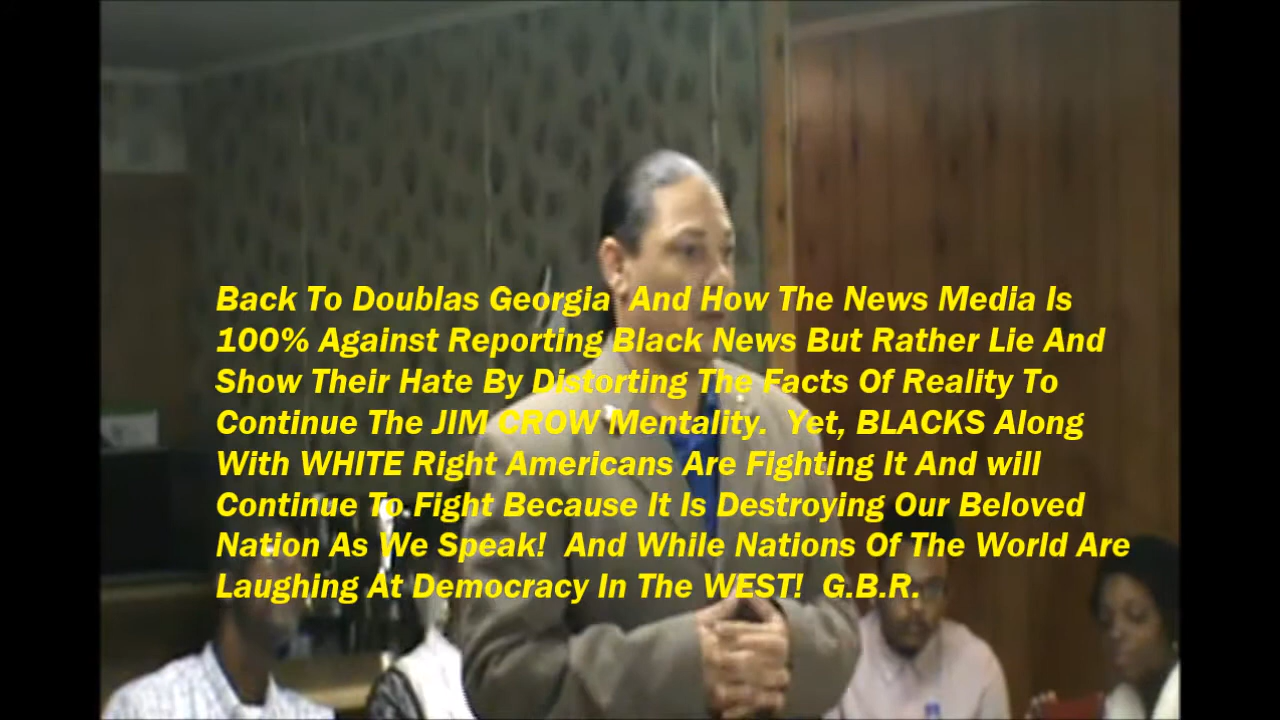 Back To Doublas Georgia And How The News Media Is
100% Against Reporting Black News But Rather Lie And
Show Their Hate By Distorting The Facts Of Reality To
Continue The JIM CROW Mentality. Yet, BLACKS Along
With WHITE Right Americans Are Fighting It And will
Continue To Fight Because It Is Destroying Our Beloved
Nation As We Speak! And While Nations Of The World Are
Laughing At Democracy In The WEST! G.B.R.